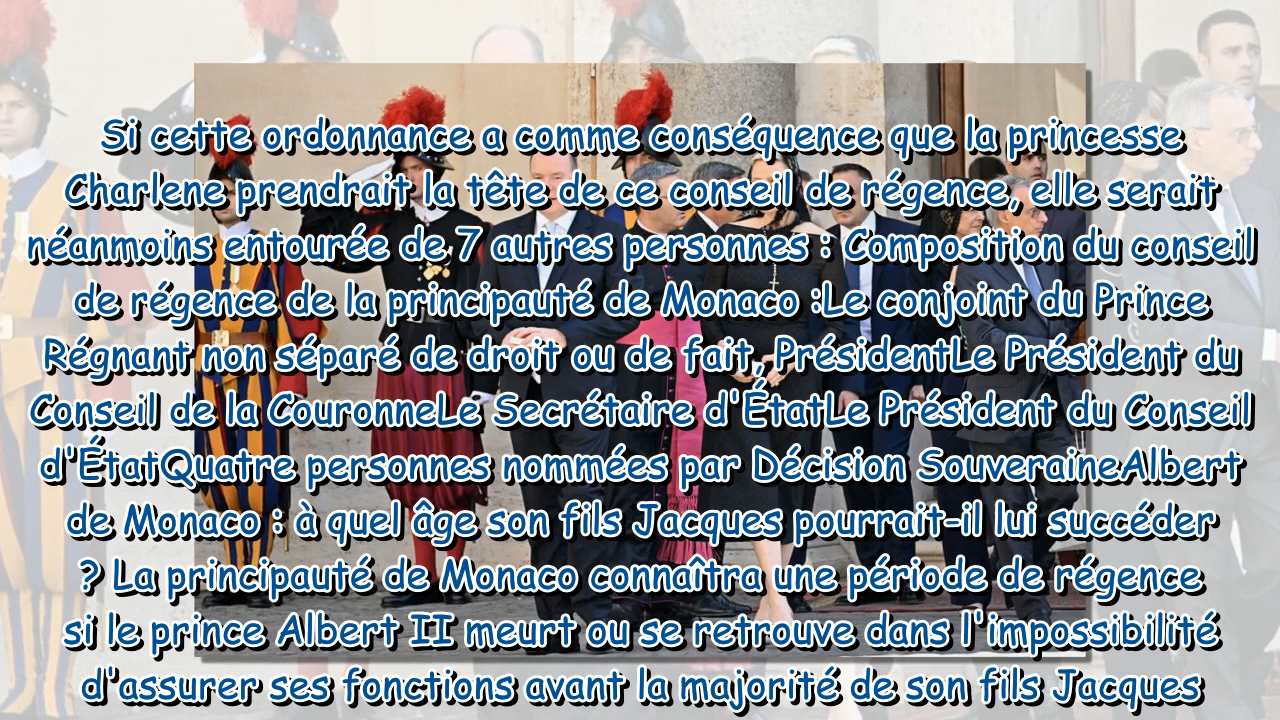 Si cette ordonnance a comme conséquence que la princesse
Charlene prendrait la tête de ce conseil de régence, elle serait
néanmoins entourée de 7 autres personnes : Composition du conseil
de régence de la principauté de Monaco :Le conjoint du Prince
Régnant non séparé de droit ou de fait , PrésidentLe Président du
Conseil de la CouronneLe Secrétaire d'ÉtatLe Président du Conseil
d'ÉtatQuatre personnes nommées par Décision SouveraineAlbert
de Monaco : à quel âge son fils Jacques pourrait-il lui succéder
? La principauté de Monaco connaîtra une période de régence
si le prince Albert II meurt ou se retrouve dans l'impossibilité
d'assurer ses fonctions avant la majorité de son fils Jacques